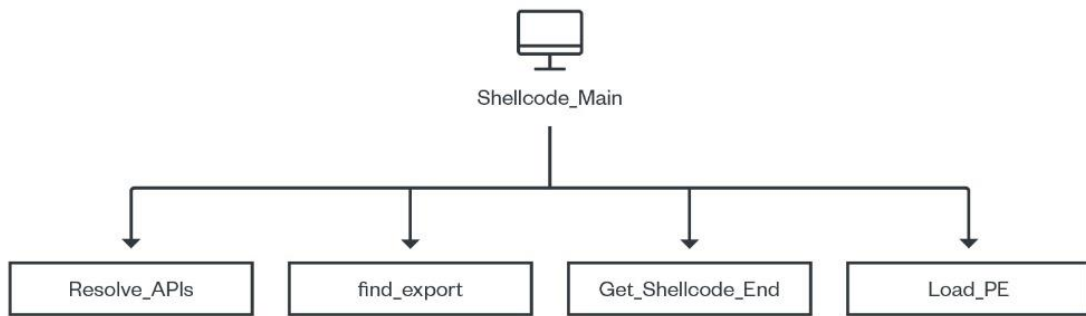 Shellcode_Main
Resolve_APIs
find_export
Get_Shellcode_End
Load_PE